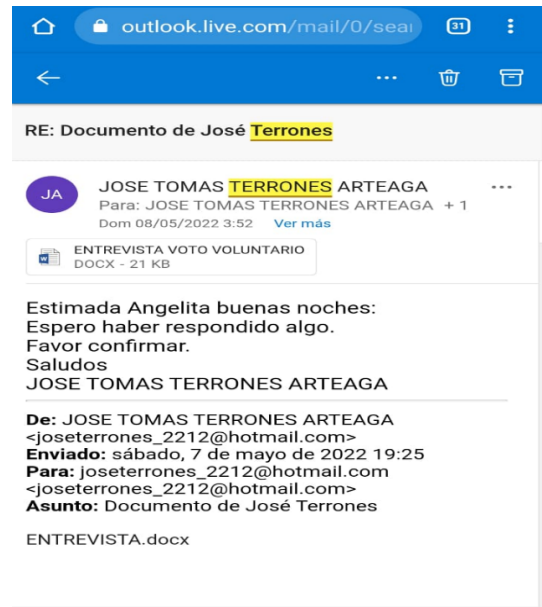 outlook.live.com/mail/0/sear
31
RE: Documento de José Terrones
JA
JOSE TOMAS TERRONES ARTEAGA
Para: JOSE TOMAS TERRONES ARTEAGA + 1
Dom 08/05/2022 3:52 Ver más
ENTREVISTA VOTO VOLUNTARIO
DOCX - 21 KB
Estimada Angelita buenas noches:
Espero haber respondido algo.
Favor confirmar.
Saludos
JOSE TOMAS TERRONES ARTEAGA
De: JOSE TOMAS TERRONES ARTEAGA
<joseterrones_2212@hotmail.com>
Enviado: sábado, 7 de mayo de 2022 19:25
Para: joseterrones_2212@hotmail.com
<joseterrones_2212@hotmail.com>
Asunto: Documento de José Terrones
ENTREVISTA.docx